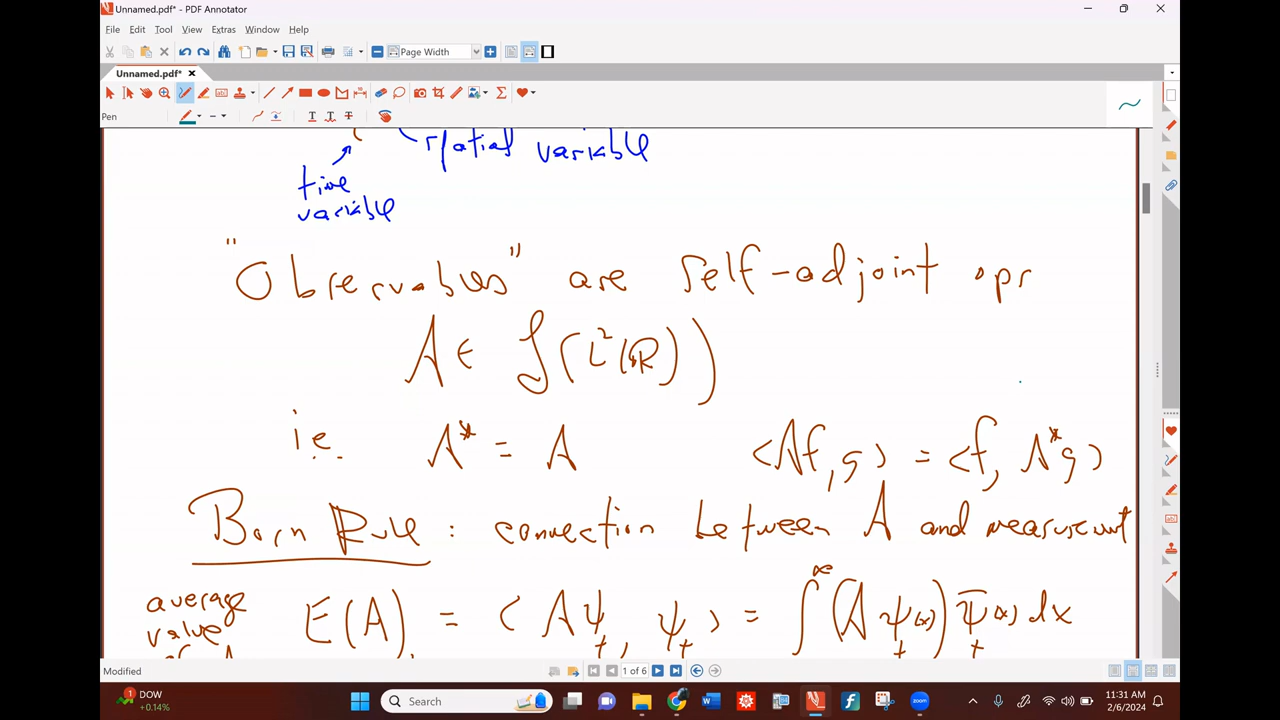 Unnamed.pdf* - PDF Annotator
File Edit Tool View Extras Window Help
Page Width
Unnamed.pdf*
Pen
spatial variable
time
variable
"Observables" are self-adjoint opr
A ∈ L(L²(R))
i.e. A* = A <Af, g> = <f, A*g>
Born Rule : connection between A and measurement
average
value
E(A) = < Aψ_t, ψ_t > = ∫^∞ (Aψ_t(x)) ψ̄_t(x) dx
Modified
1 of 6
DOW
+0.14%
Search
11:31 AM
2/6/2024